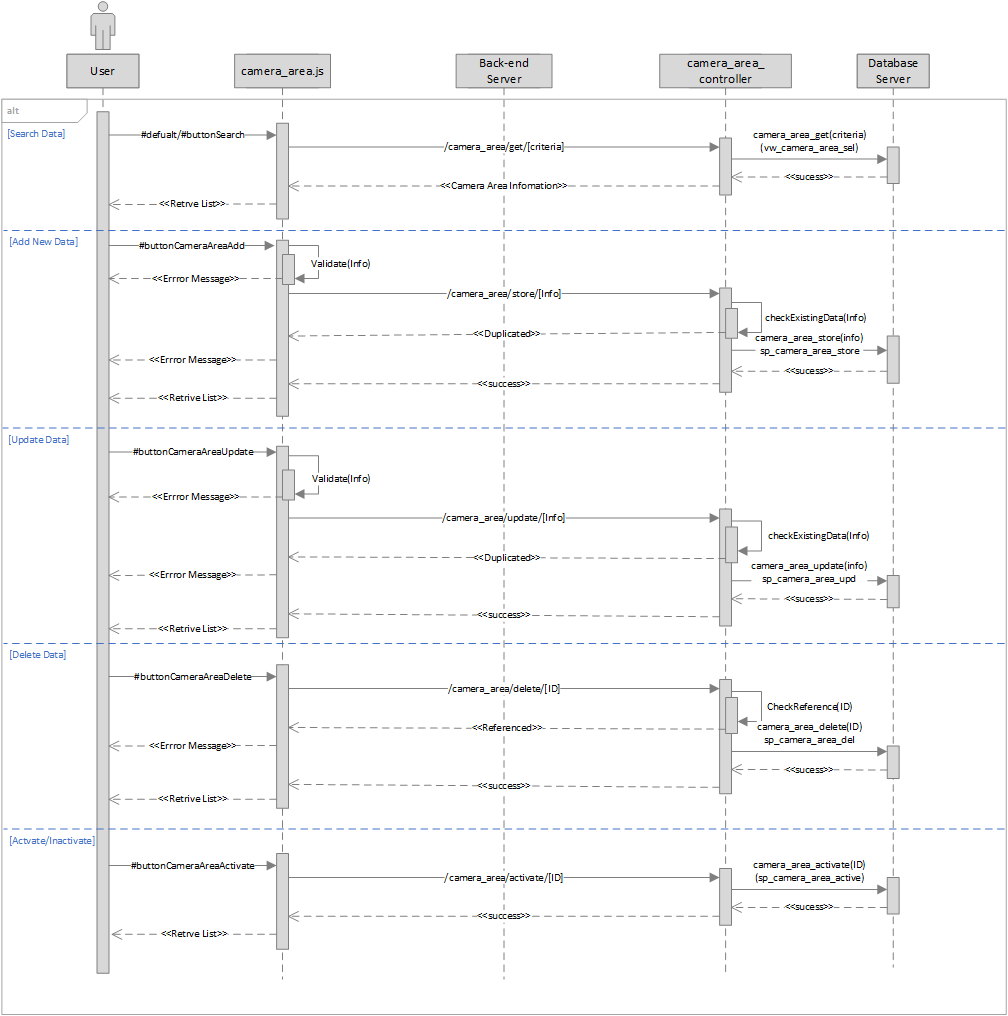 User
camera_area.js
Back-end
Server
camera_area_
controller
Database
Server
alt
[Search Data]
#defualt/#buttonSearch
/camera_area/get/[criteria]
camera_area_get(criteria)
(vw_camera_area_sel)
<<sucess>>
<<Camera Area Infomation>>
<<Retrve List>>
[Add New Data]
#buttonCameraAreaAdd
Validate(Info)
<<Errror Message>>
/camera_area/store/[Info]
checkExistingData(Info)
<<Duplicated>>
camera_area_store(info)
sp_camera_area_store
<<Errror Message>>
<<sucess>>
<<success>>
<<Retrive List>>
[Update Data]
#buttonCameraAreaUpdate
Validate(Info)
<<Errror Message>>
/camera_area/update/[Info]
checkExistingData(Info)
<<Duplicated>>
camera_area_update(info)
sp_camera_area_upd
<<Errror Message>>
<<sucess>>
<<success>>
<<Retrive List>>
[Delete Data]
#buttonCameraAreaDelete
/camera_area/delete/[ID]
CheckReference(ID)
<<Referenced>>
camera_area_delete(ID)
sp_camera_area_del
<<Errror Message>>
<<sucess>>
<<success>>
<<Retrive List>>
[Actvate/Inactivate]
#buttonCameraAreaActivate
/camera_area/activate/[ID]
camera_area_activate(ID)
(sp_camera_area_active)
<<sucess>>
<<success>>
<<Retrve List>>